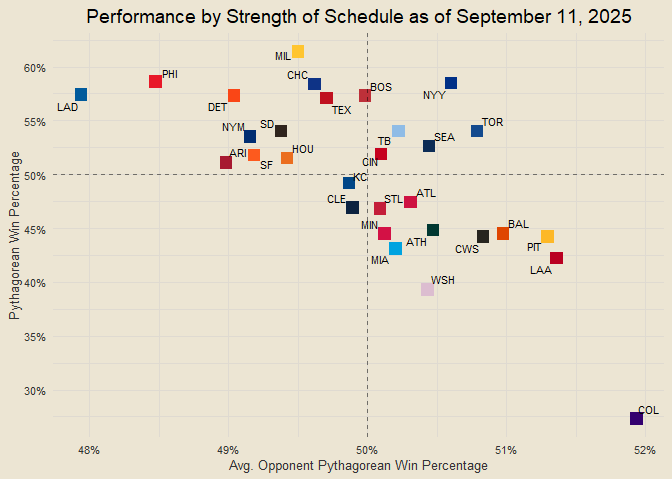 Performance by Strength of Schedule as of September 11, 2025
Pythagorean Win Percentage
60%
55%
50%
45%
40%
35%
30%
MIL
PHI
CHC
BOS
LAD
DET
TEX
NYY
NYM
SD
TB
SEA
TOR
ARI
SF
HOU
CIN
KC
CLE
STL
ATL
MIN
ATH
BAL
MIA
CWS
PIT
LAA
WSH
COL
48%
49%
50%
51%
52%
Avg. Opponent Pythagorean Win Percentage